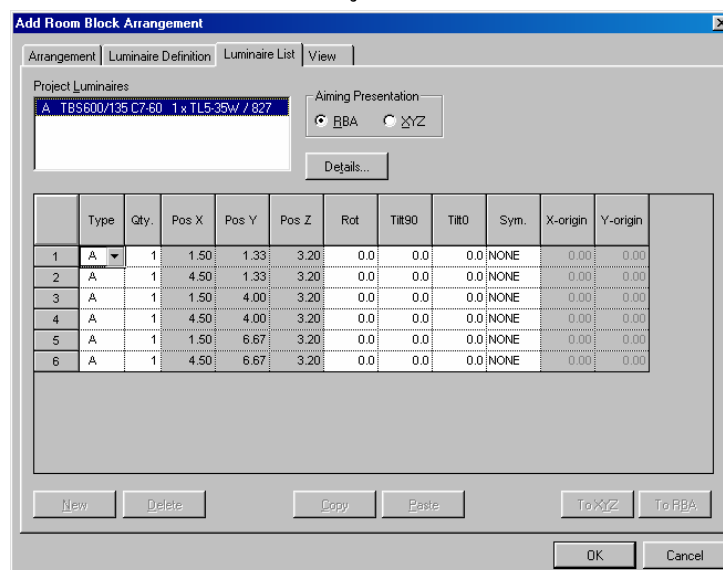 Add Room Block Arrangement
Arrangement Luminaire Definition Luminaire List View
Project Luminaires
A TBS600/135 C7-60 1 x TL5-35W / 827
Aiming Presentation
RBA XYZ
Details...
Type Qty. Pos X Pos Y Pos Z Rot Tilt90 Tilt0 Sym. X-origin Y-origin
1 A 1 1.50 1.33 3.20 0.0 0.0 0.0 NONE 0.00 0.00
2 A 1 4.50 1.33 3.20 0.0 0.0 0.0 NONE 0.00 0.00
3 A 1 1.50 4.00 3.20 0.0 0.0 0.0 NONE 0.00 0.00
4 A 1 4.50 4.00 3.20 0.0 0.0 0.0 NONE 0.00 0.00
5 A 1 1.50 6.67 3.20 0.0 0.0 0.0 NONE 0.00 0.00
6 A 1 4.50 6.67 3.20 0.0 0.0 0.0 NONE 0.00 0.00
New Delete Copy Paste To XYZ To RBA
OK Cancel